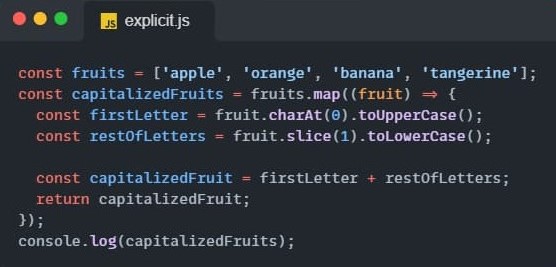 JS explicit.js
const fruits = ['apple', 'orange', 'banana', 'tangerine'];
const capitalizedFruits = fruits.map((fruit) => {
  const firstLetter = fruit.charAt(0).toUpperCase();
  const restOfLetters = fruit.slice(1).toLowerCase();

  const capitalizedFruit = firstLetter + restOfLetters;
  return capitalizedFruit;
});
console.log(capitalizedFruits);